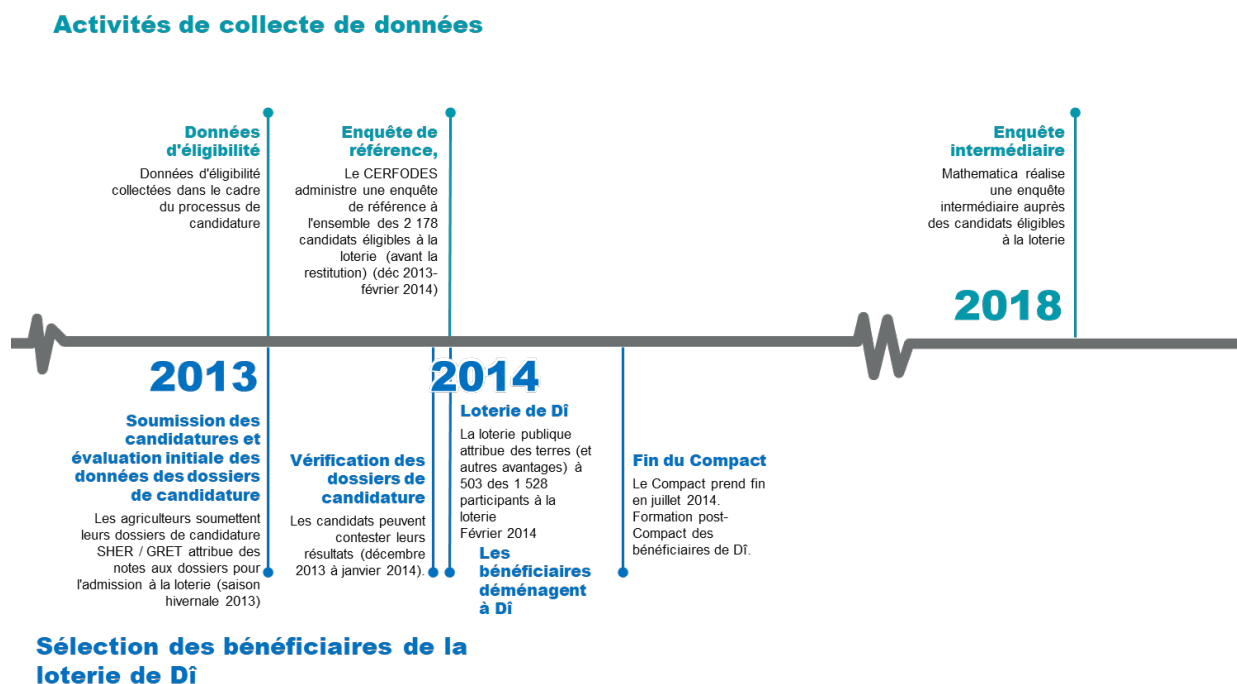 Activités de collecte de données
Données
d'éligibilité
Données d'éligibilité
collectées dans le cadre
du processus de
candidature
Enquête de
référence,
Le CERFODES
administre une enquête
de référence à
l'ensemble des 2 178
candidats éligibles à la
loterie (avant la
restitution) (déc 2013-
février 2014)
Enquête
intermédiaire
Mathematica réalise
une enquête
intermédiaire auprès
des candidats éligibles
à la loterie
2018
2013
Soumission des
candidatures et
évaluation initiale des
données des dossiers
de candidature
Les agriculteurs soumettent
leurs dossiers de candidature
SHER / GRET attribue des
notes aux dossiers pour
l'admission à la loterie (saison
hivernale 2013)
Vérification des
dossiers de
candidature
Les candidats peuvent
contester leurs
résultats (décembre
2013 à janvier 2014).
2014
Loterie de Dî
La loterie publique
attribue des terres (et
autres avantages) à
503 des 1 528
participants à la
loterie
Février 2014
Les
bénéficiaires
déménagent
à Dî
Fin du Compact
Le Compact prend fin
en juillet 2014.
Formation post-
Compact des
bénéficiaires de Dî.
Sélection des bénéficiaires de la
loterie de Dî